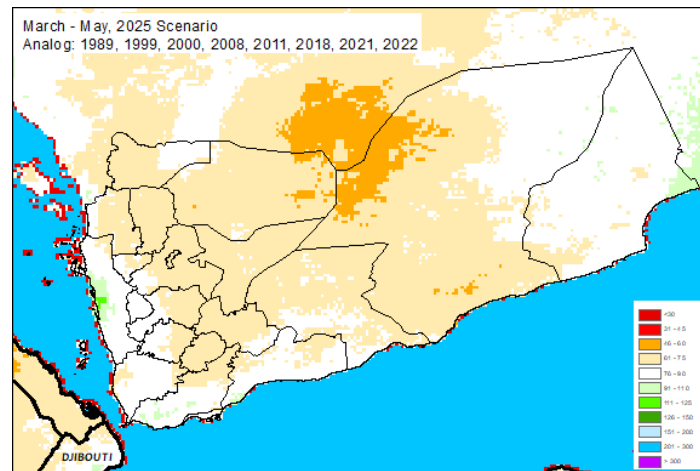 March - May, 2025 Scenario
Analog: 1989, 1999, 2000, 2008, 2011, 2018, 2021, 2022
<30
31 - 45
46 - 60
61 - 75
76 - 90
91 - 110
111 - 125
126 - 150
151 - 200
201 - 300
> 300
DJIBOUTI